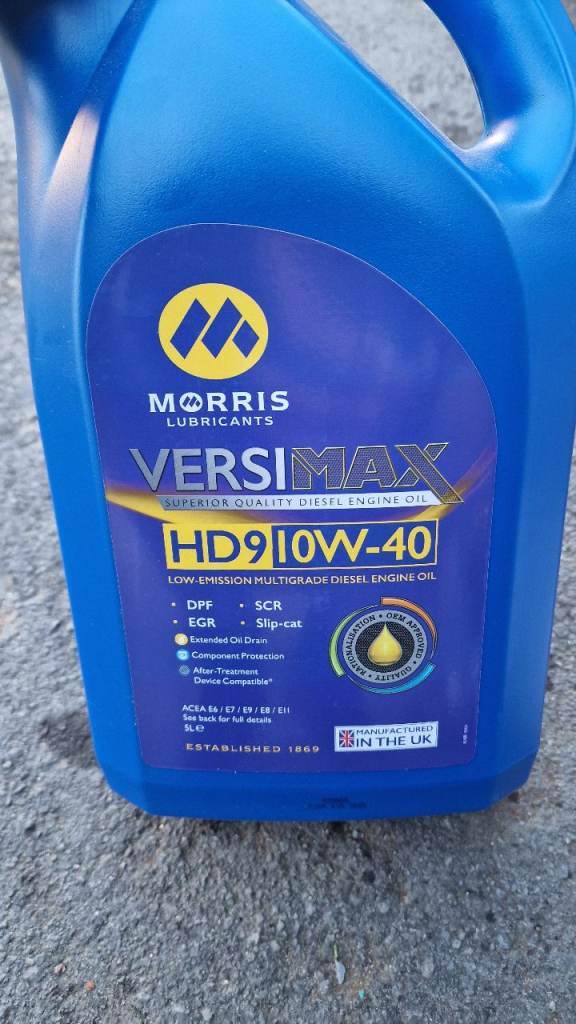 MORRIS
LUBRICANTS
VERSIMAX
SUPERIOR QUALITY DIESEL ENGINE OIL
HD9 10W-40
LOW-EMISSION MULTIGRADE DIESEL ENGINE OIL
• DPF • SCR
• EGR • Slip-cat
Extended Oil Drain
Component Protection
After-Treatment
Device Compatible*
RATIONALISATION • OEM APPROVED • QUALITY •
ACEA E6 / E7 / E9 / E8 / E11
See back for full details
5L℮
MANUFACTURED
IN THE UK
ESTABLISHED 1869